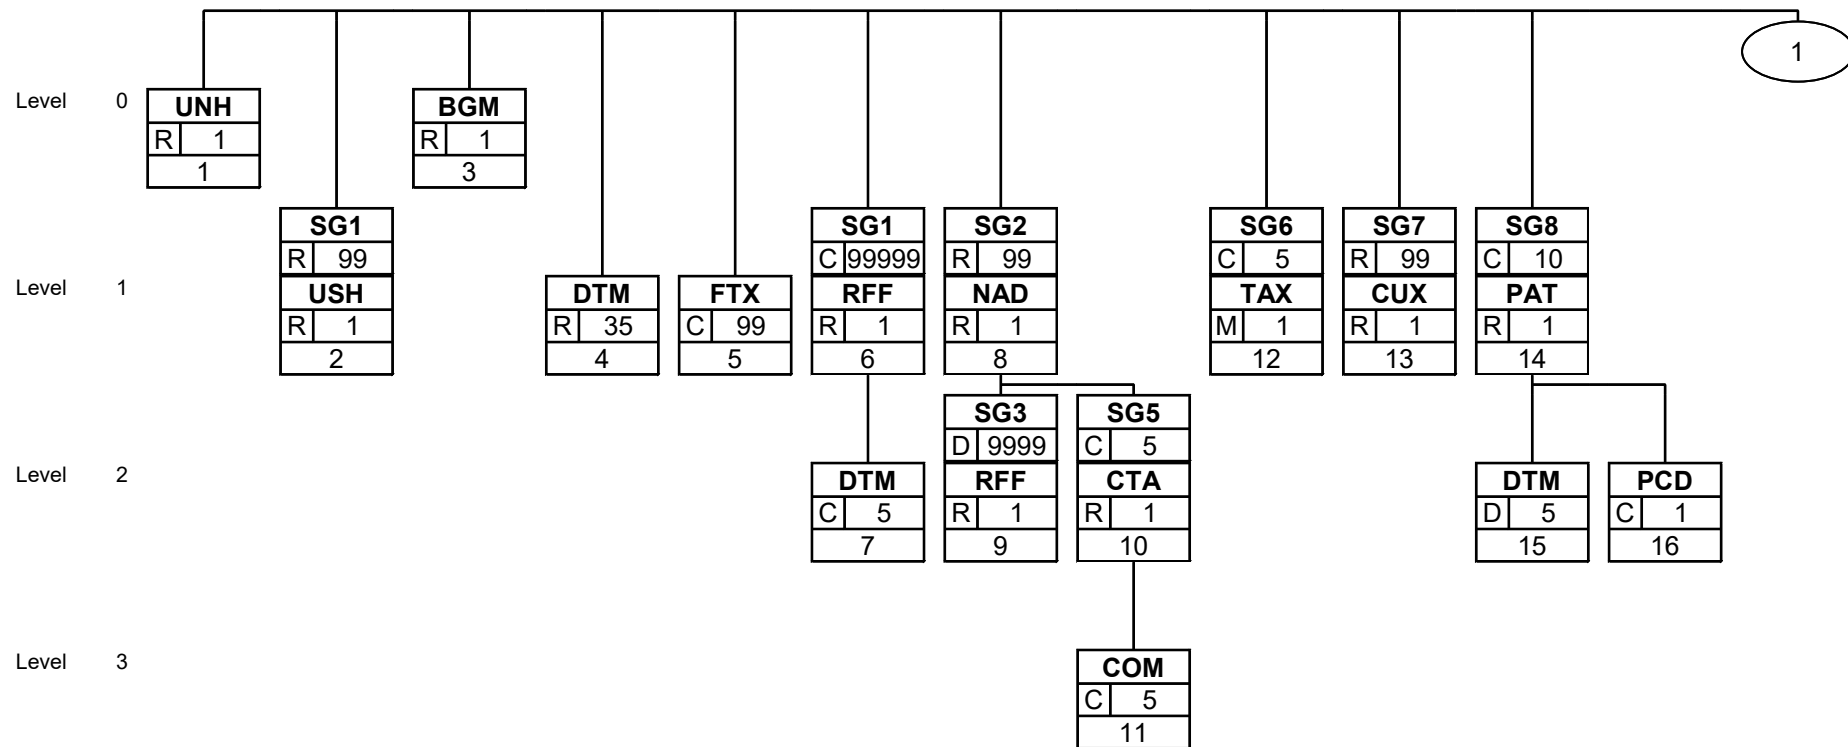 1
Level 0
UNH BGM
R 1 R 1
1 3
SG1 SG1 SG2 SG6 SG7 SG8
R 99 C 99999 R 99 C 5 R 99 C 10
Level 1
USH DTM FTX RFF NAD TAX CUX PAT
R 1 R 35 C 99 R 1 R 1 M 1 R 1 R 1
2 4 5 6 8 12 13 14
SG3 SG5
D 9999 C 5
Level 2
DTM RFF CTA DTM PCD
C 5 R 1 R 1 D 5 C 1
7 9 10 15 16
Level 3
COM
C 5
11